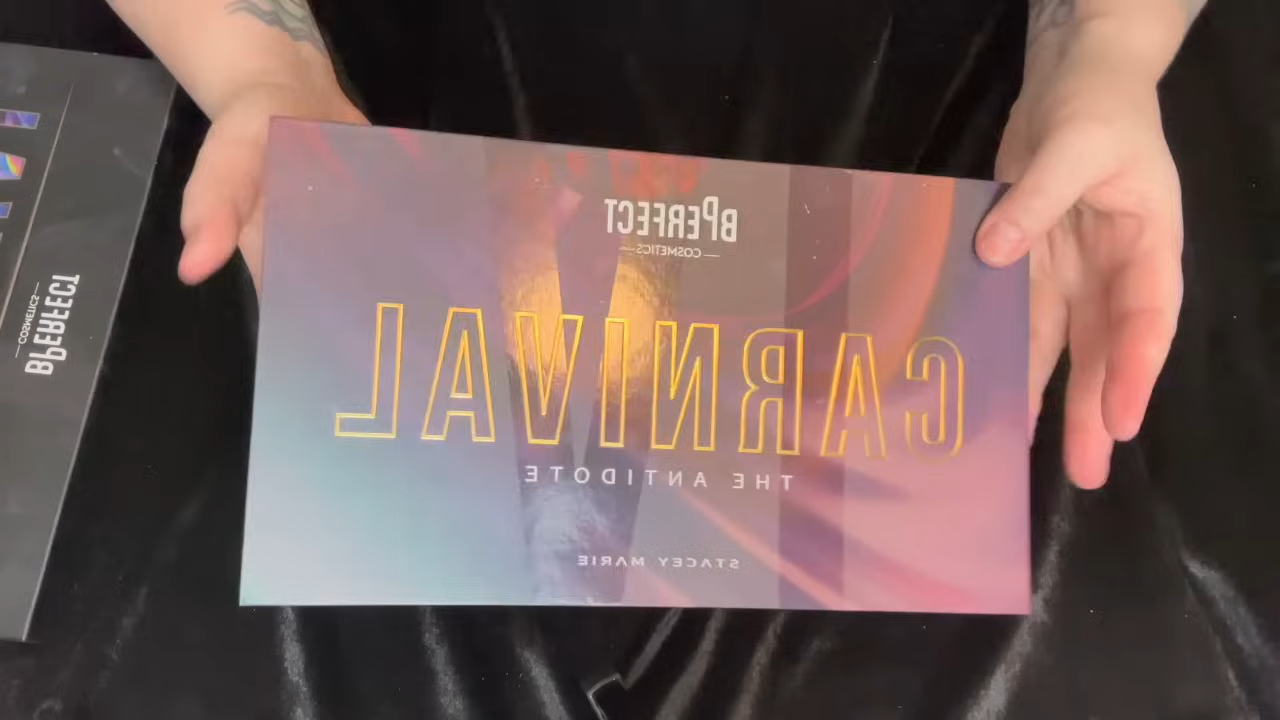 BPERFECT
COSMETICS
CARNIVAL
THE ANTIDOTE
STACEY MARIE
BPERFECT
COSMETICS